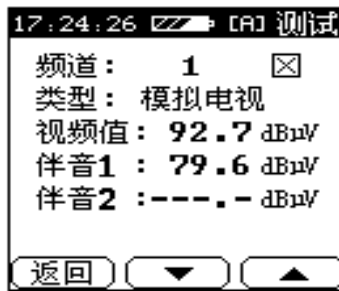 17:24:26 [A] 测试
频道： 1
类型：模拟电视
视频值：92.7 dBμV
伴音1 ：79.6 dBμV
伴音2 :---.- dBμV
返回